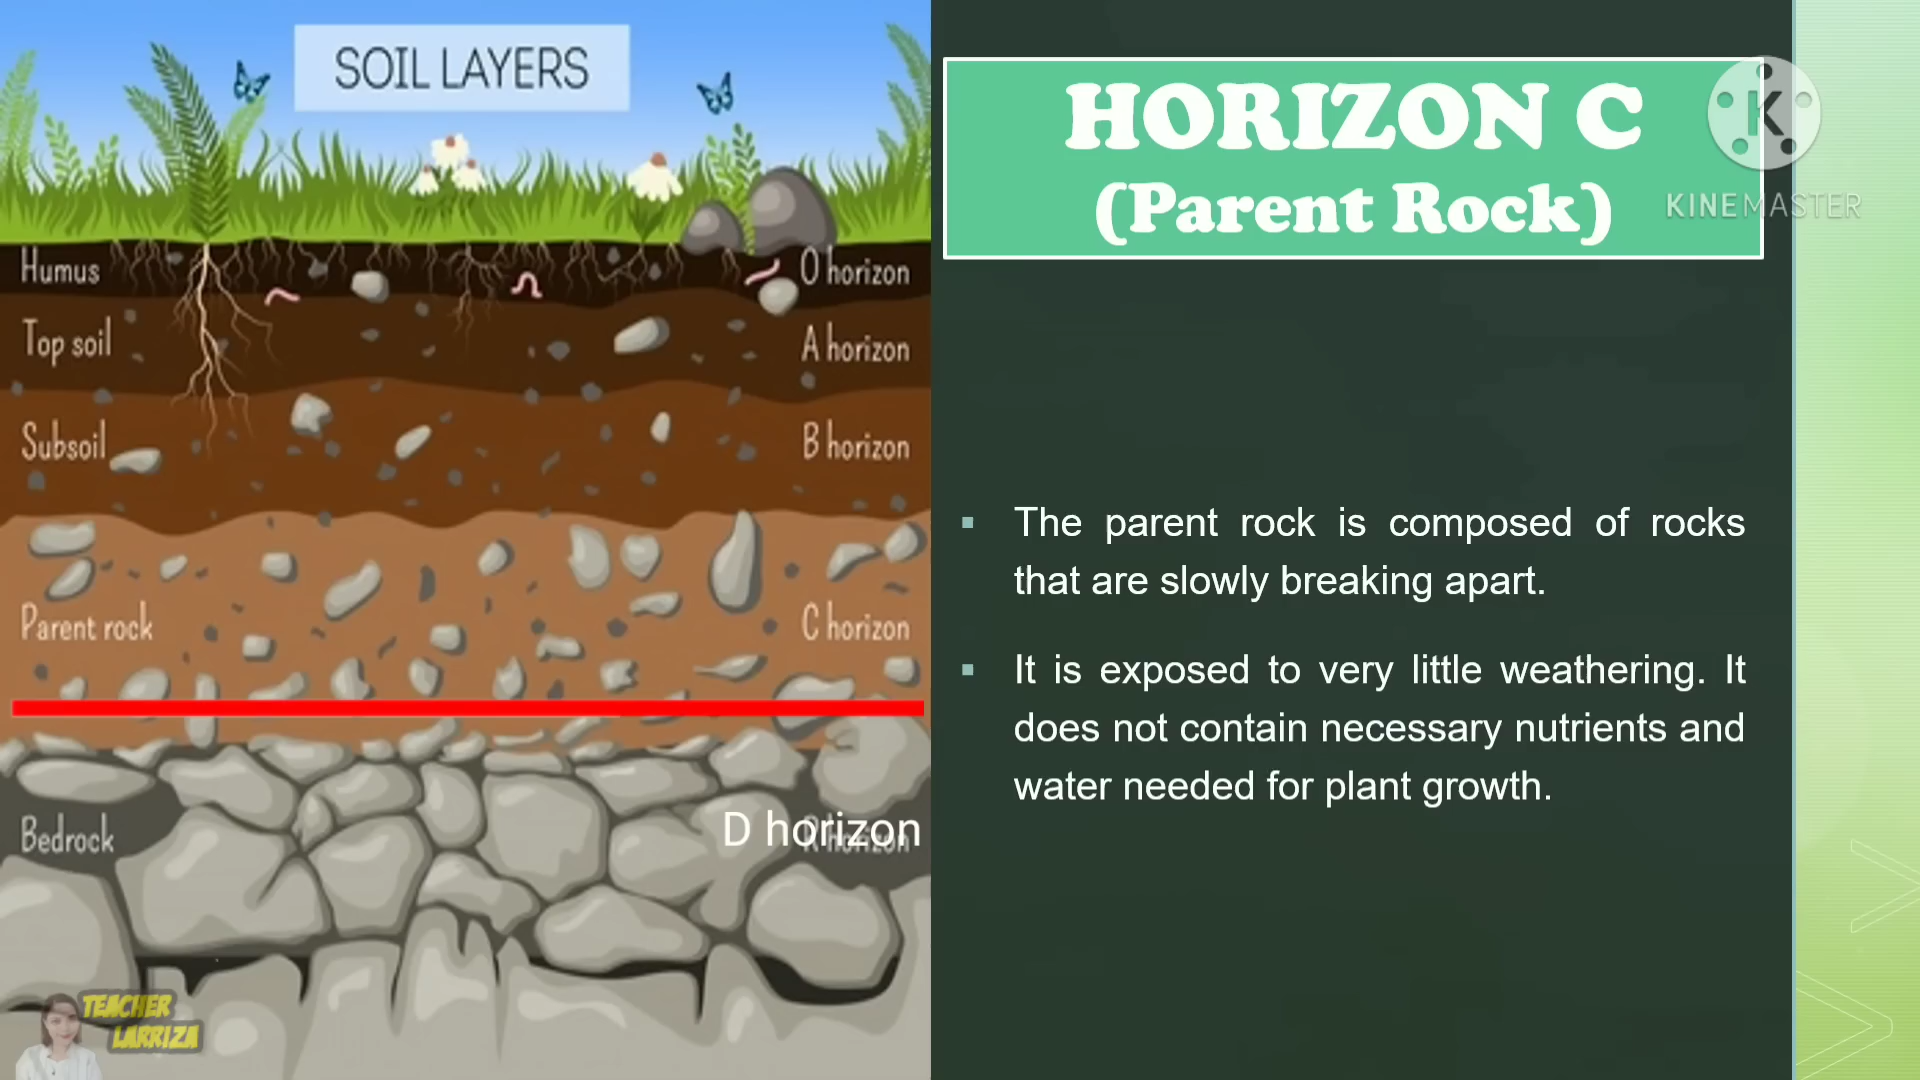 SOIL LAYERS
Humus
O horizon
Top soil
A horizon
Subsoil
B horizon
Parent rock
C horizon
Bedrock
D horizon
R horizon
TEACHER
LARRIZA
HORIZON C
(Parent Rock)
K
KINEMASTER
▪ The parent rock is composed of rocks
that are slowly breaking apart.
▪ It is exposed to very little weathering. It
does not contain necessary nutrients and
water needed for plant growth.